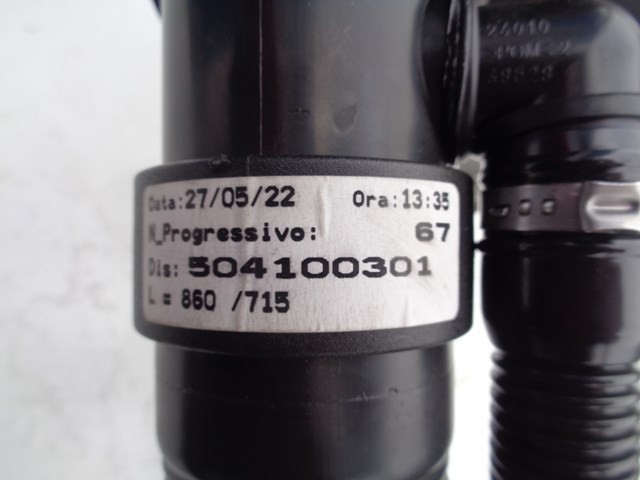 Data:27/05/22 Ora:13:35
N_Progressivo: 67
Dis: 504100301
L = 860 /715